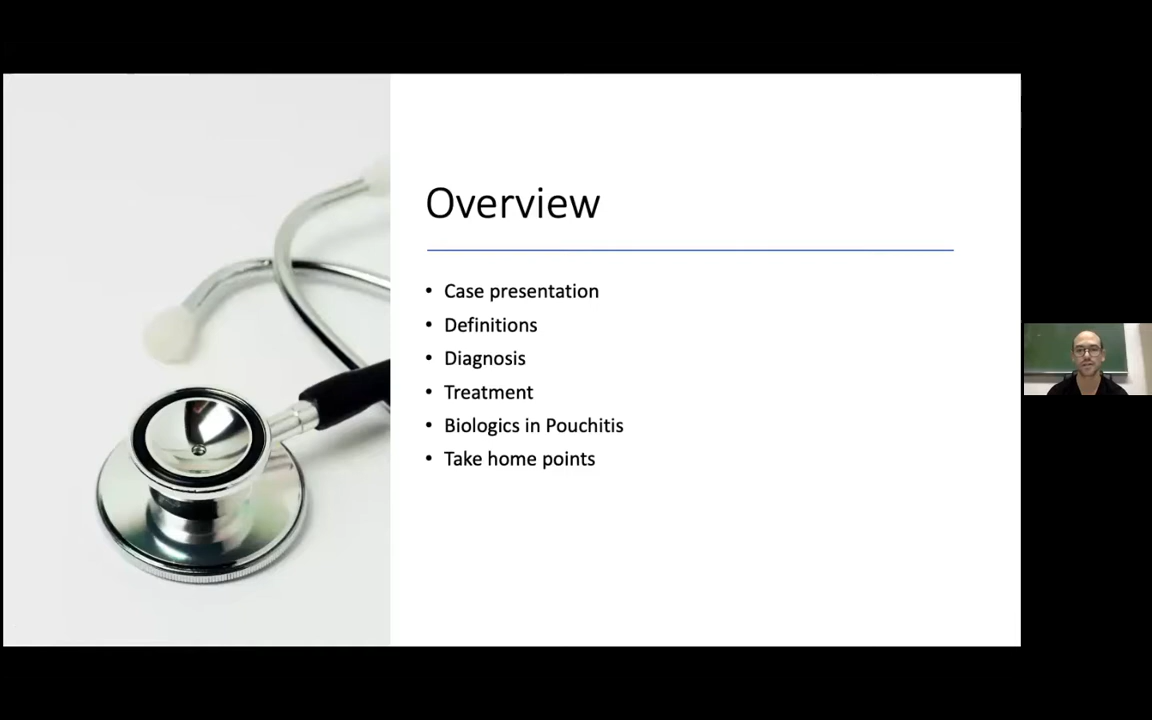 Overview
• Case presentation
• Definitions
• Diagnosis
• Treatment
• Biologics in Pouchitis
• Take home points